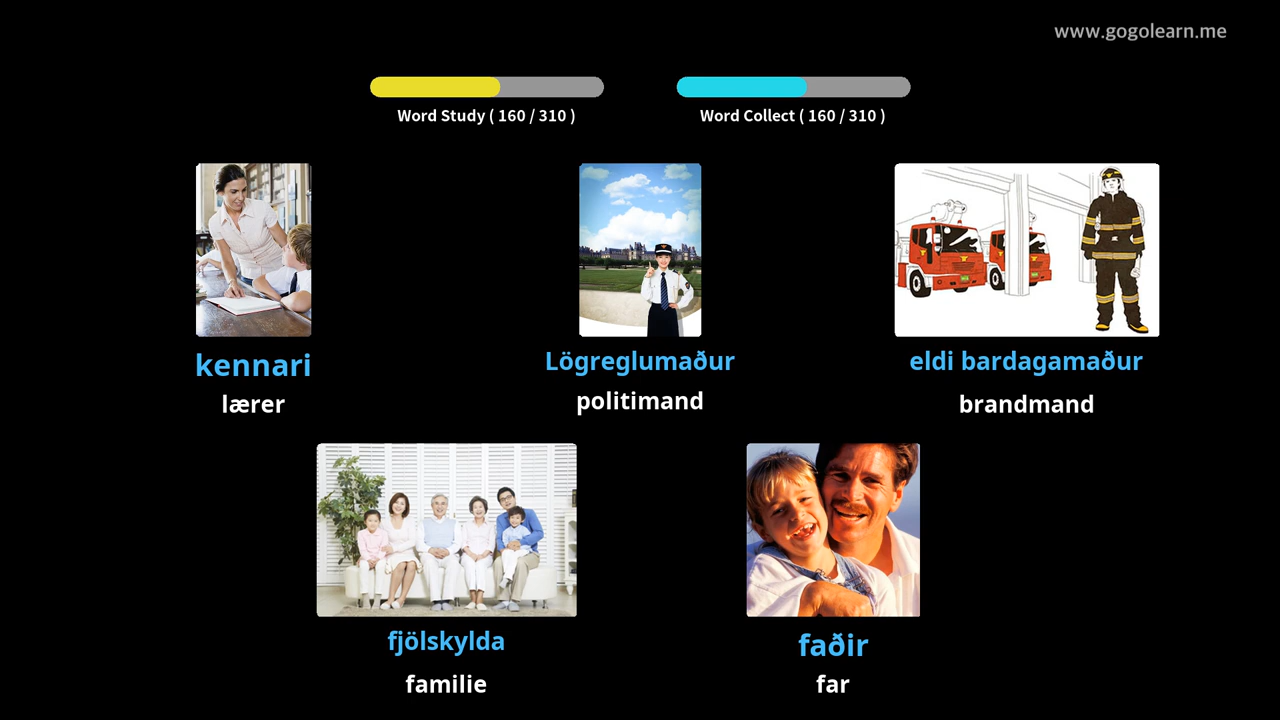 www.gogolearn.me
Word Study ( 160 / 310 )
Word Collect ( 160 / 310 )
kennari
lærer
Lögreglumaður
politimand
eldi bardagamaður
brandmand
fjölskylda
familie
faðir
far